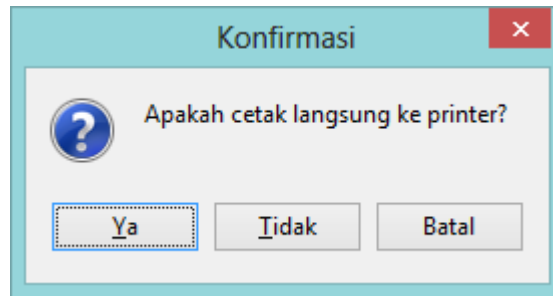 Konfirmasi
Apakah cetak langsung ke printer?
Ya
Tidak
Batal